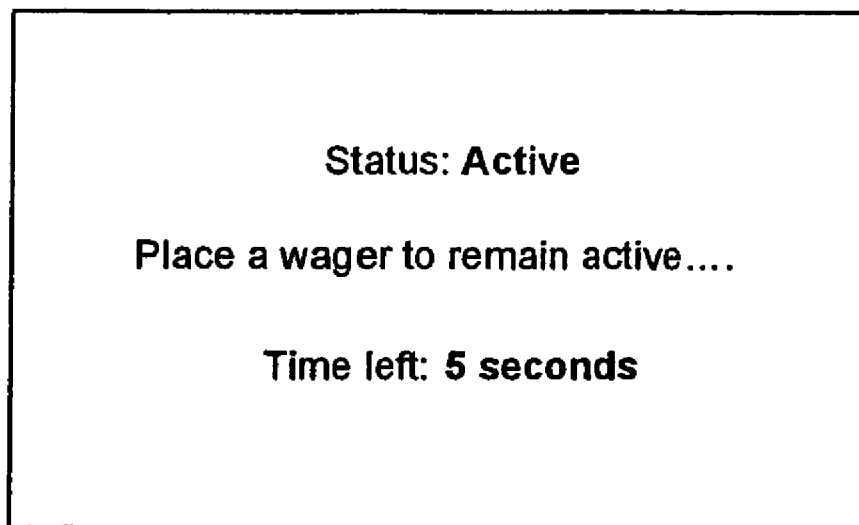 Status: Active
Place a wager to remain active....
Time left: 5 seconds